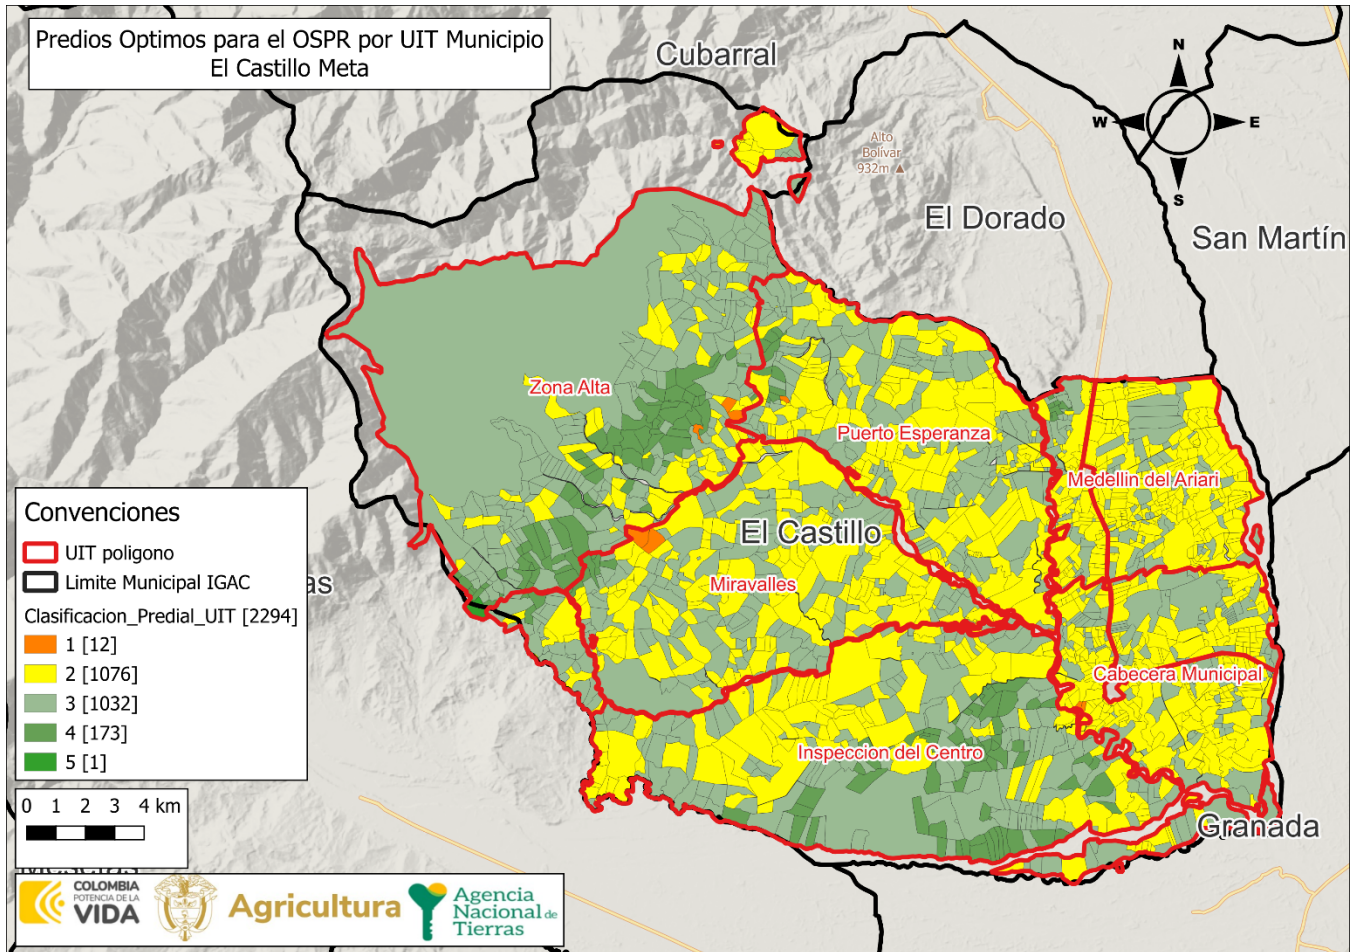 Predios Optimos para el OSPR por UIT Municipio
El Castillo Meta
Cubarral
N
W
E
S
Alto
Bolívar
932m
El Dorado
San Martín
Zona Alta
Puerto Esperanza
Medellin del Ariari
El Castillo
Miravalles
Cabecera Municipal
Inspeccion del Centro
Granada
as
Convenciones
UIT poligono
Limite Municipal IGAC
Clasificacion_Predial_UIT [2294]
1 [12]
2 [1076]
3 [1032]
4 [173]
5 [1]
0 1 2 3 4 km
COLOMBIA
POTENCIA DE LA
VIDA
Agricultura
Agencia
Nacional de
Tierras